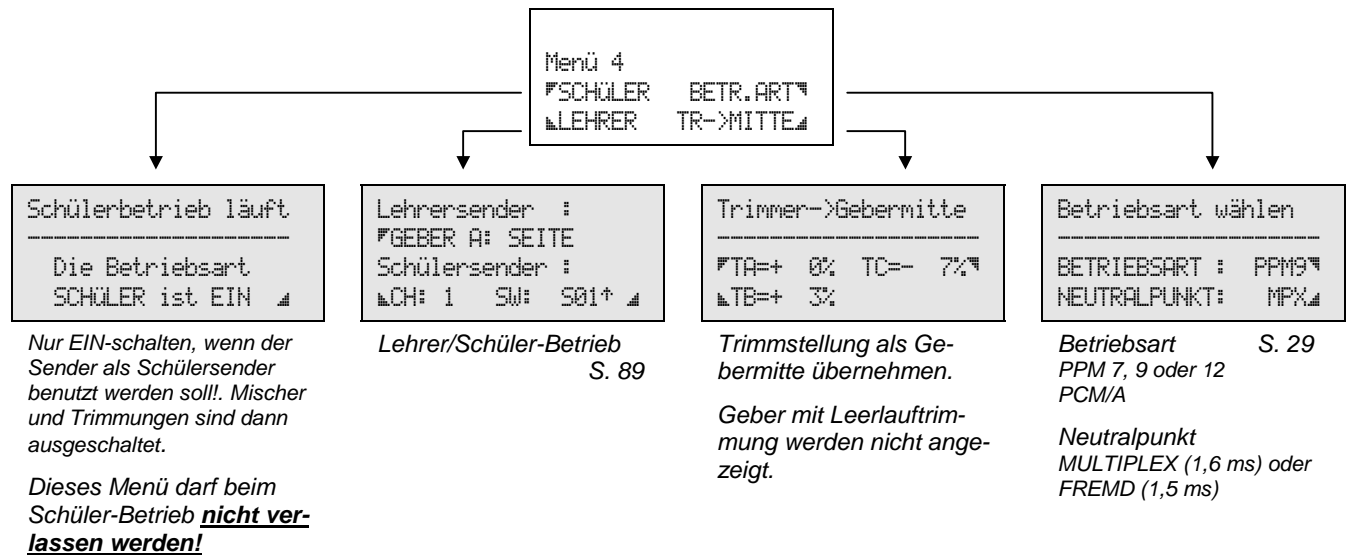 Menü 4
◤SCHüLER BETR.ART◥
◣LEHRER TR->MITTE◢
Schülerbetrieb läuft
--------------------
Die Betriebsart
SCHüLER ist EIN ◢
Nur EIN-schalten, wenn der
Sender als Schülersender
benutzt werden soll!. Mischer
und Trimmungen sind dann
ausgeschaltet.
Dieses Menü darf beim
Schüler-Betrieb nicht ver-
lassen werden!
Lehrersender :
◤GEBER A: SEITE
Schülersender :
◣CH: 1 SW: S01↑ ◢
Lehrer/Schüler-Betrieb
S. 89
Trimmer->Gebermitte
--------------------
◤TA=+ 0% TC=- 7%◥
◣TB=+ 3%
Trimmstellung als Ge-
bermitte übernehmen.
Geber mit Leerlauftrim-
mung werden nicht ange-
zeigt.
Betriebsart wählen
--------------------
BETRIEBSART : PPM9◥
NEUTRALPUNKT: MPX◢
Betriebsart S. 29
PPM 7, 9 oder 12
PCM/A
Neutralpunkt
MULTIPLEX (1,6 ms) oder
FREMD (1,5 ms)